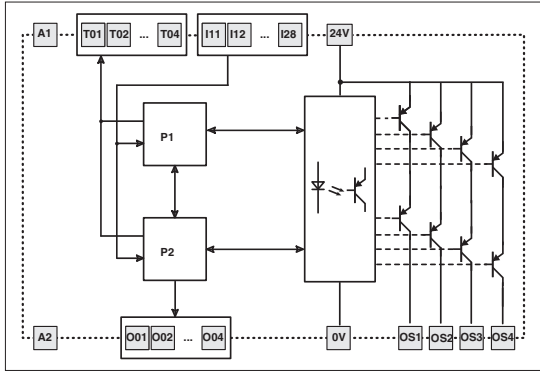 A1 T01 T02 ... T04 I11 I12 ... I28 24V
P1
P2
A2 O01 O02 ... O04 0V OS1 OS2 OS3 OS4